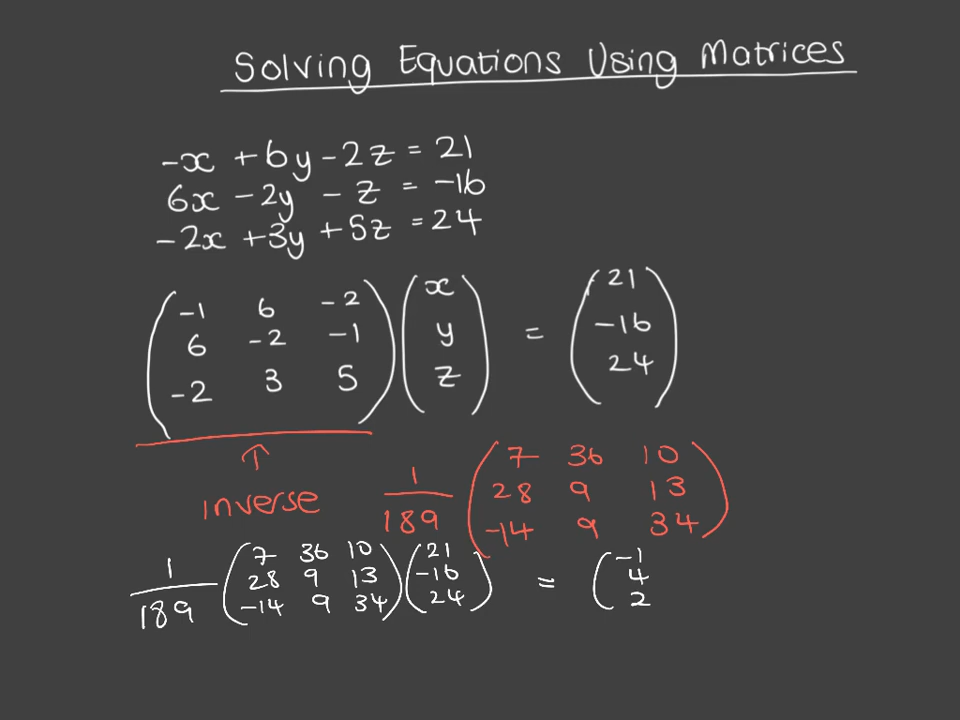 Solving Equations Using Matrices
-x + 6y - 2z = 21
6x - 2y - z = -16
-2x + 3y + 5z = 24
-1 6 -2 x 21
6 -2 -1 y = -16
-2 3 5 z 24
inverse 1/189 7 36 10
28 9 13
-14 9 34
1/189 7 36 10 21 -1
28 9 13 -16 = 4
-14 9 34 24 2